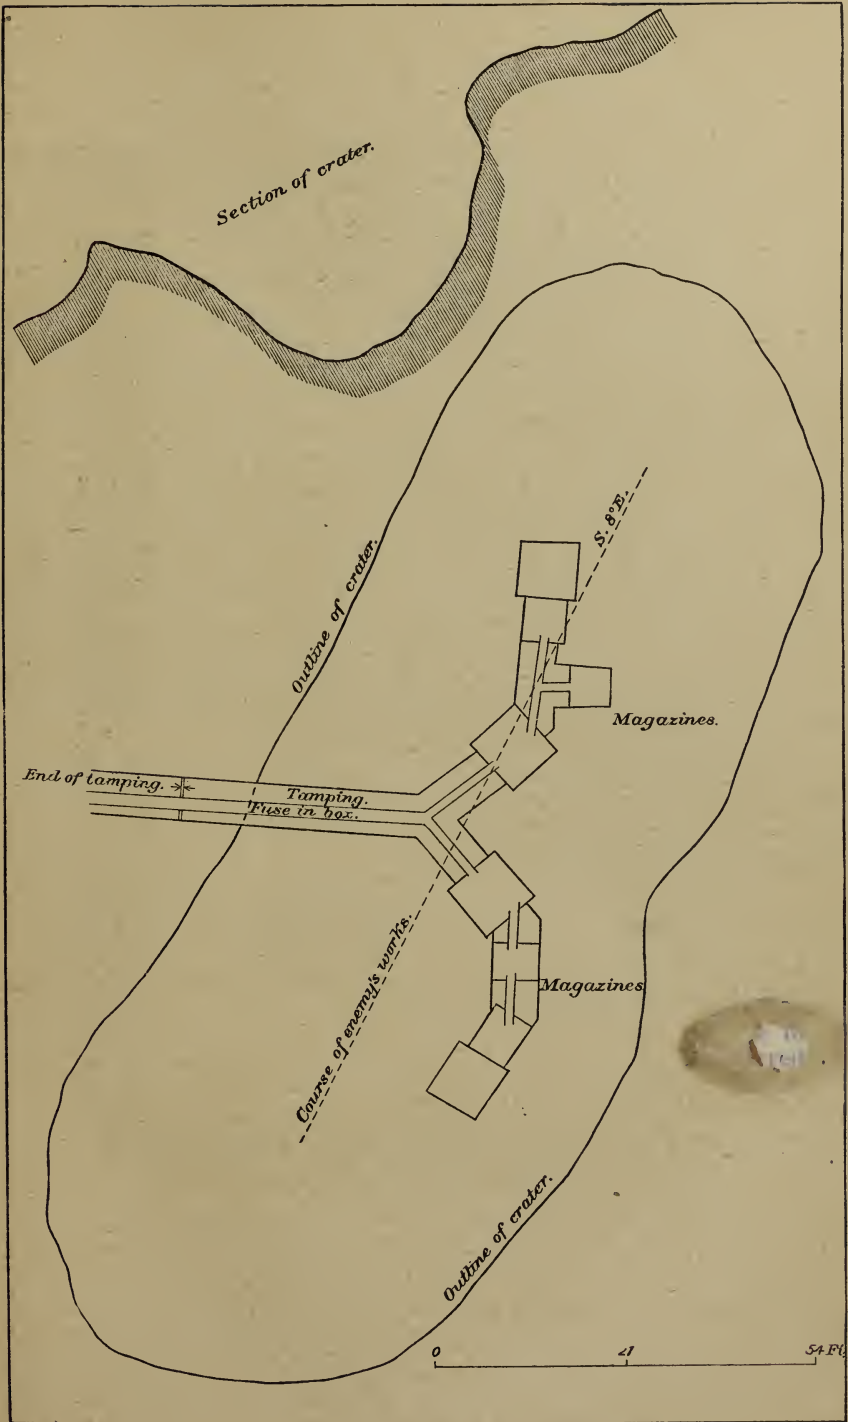 Section of crater.
Outline of crater.
S. 8°E.
Magazines.
End of tamping.
Tamping.
Fuse in box.
Course of enemy's works.
Magazines
Outline of crater.
0 21 54 F